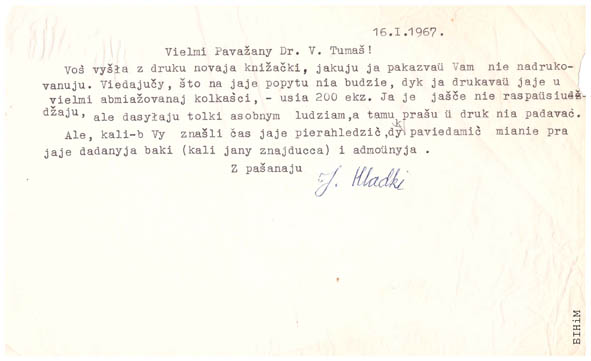 16.I.1967.
Vielmi Pavažany Dr. V. Tumaš!
Voś vyšła z druku novaja knižački, jakuju ja pakazvaŭ Vam nie nadruko-
vanuju. Viedajučy, što na jaje popytu nia budzie, dyk ja drukavaŭ jaje u
vielmi abmiažovanaj kolkaści, - usia 200 ekz. Ja je jašče nie raspaŭsiudž-
džaju, ale dasyłaju tolki asobnym ludziam, a tamu prašu ŭ druk nia padavać.
Ale, kali-b Vy znašli čas jaje pierahledzić, dyk paviedamić mianie pra
jaje dadanyja baki (kali jany znajducca) i admoŭnyja .
Z pašanaju
J. Hladki
БІНіМ